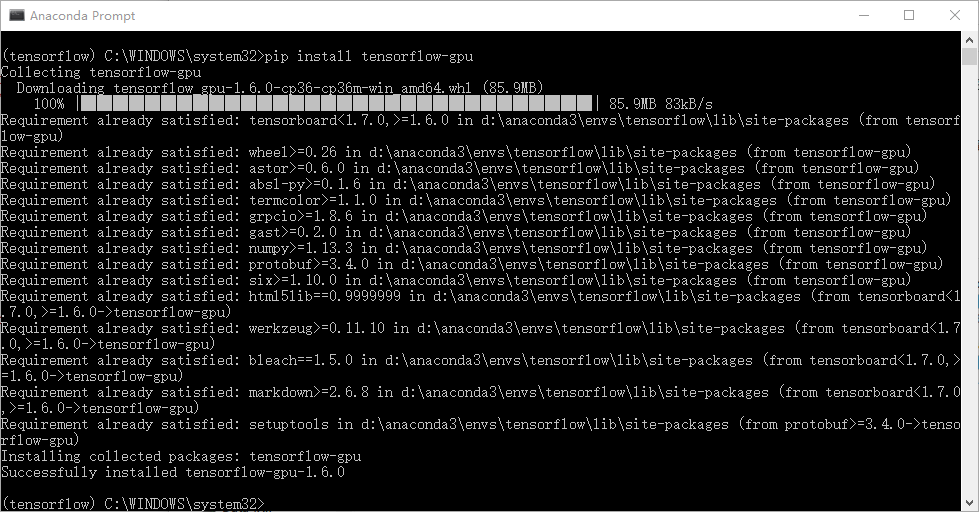 Anaconda Prompt
(tensorflow) C:\WINDOWS\system32>pip install tensorflow-gpu
Collecting tensorflow-gpu
  Downloading tensorflow_gpu-1.6.0-cp36-cp36m-win_amd64.whl (85.9MB)
    100% |████████████████████████████████| 85.9MB 83kB/s
Requirement already satisfied: tensorboard<1.7.0,>=1.6.0 in d:\anaconda3\envs\tensorflow\lib\site-packages (from tensorf
low-gpu)
Requirement already satisfied: wheel>=0.26 in d:\anaconda3\envs\tensorflow\lib\site-packages (from tensorflow-gpu)
Requirement already satisfied: astor>=0.6.0 in d:\anaconda3\envs\tensorflow\lib\site-packages (from tensorflow-gpu)
Requirement already satisfied: absl-py>=0.1.6 in d:\anaconda3\envs\tensorflow\lib\site-packages (from tensorflow-gpu)
Requirement already satisfied: termcolor>=1.1.0 in d:\anaconda3\envs\tensorflow\lib\site-packages (from tensorflow-gpu)
Requirement already satisfied: grpcio>=1.8.6 in d:\anaconda3\envs\tensorflow\lib\site-packages (from tensorflow-gpu)
Requirement already satisfied: gast>=0.2.0 in d:\anaconda3\envs\tensorflow\lib\site-packages (from tensorflow-gpu)
Requirement already satisfied: numpy>=1.13.3 in d:\anaconda3\envs\tensorflow\lib\site-packages (from tensorflow-gpu)
Requirement already satisfied: protobuf>=3.4.0 in d:\anaconda3\envs\tensorflow\lib\site-packages (from tensorflow-gpu)
Requirement already satisfied: six>=1.10.0 in d:\anaconda3\envs\tensorflow\lib\site-packages (from tensorflow-gpu)
Requirement already satisfied: html5lib==0.9999999 in d:\anaconda3\envs\tensorflow\lib\site-packages (from tensorboard<1
.7.0,>=1.6.0->tensorflow-gpu)
Requirement already satisfied: werkzeug>=0.11.10 in d:\anaconda3\envs\tensorflow\lib\site-packages (from tensorboard<1.7
.0,>=1.6.0->tensorflow-gpu)
Requirement already satisfied: bleach==1.5.0 in d:\anaconda3\envs\tensorflow\lib\site-packages (from tensorboard<1.7.0,>
=1.6.0->tensorflow-gpu)
Requirement already satisfied: markdown>=2.6.8 in d:\anaconda3\envs\tensorflow\lib\site-packages (from tensorboard<1.7.0
,>=1.6.0->tensorflow-gpu)
Requirement already satisfied: setuptools in d:\anaconda3\envs\tensorflow\lib\site-packages (from protobuf>=3.4.0->tenso
rflow-gpu)
Installing collected packages: tensorflow-gpu
Successfully installed tensorflow-gpu-1.6.0
(tensorflow) C:\WINDOWS\system32>